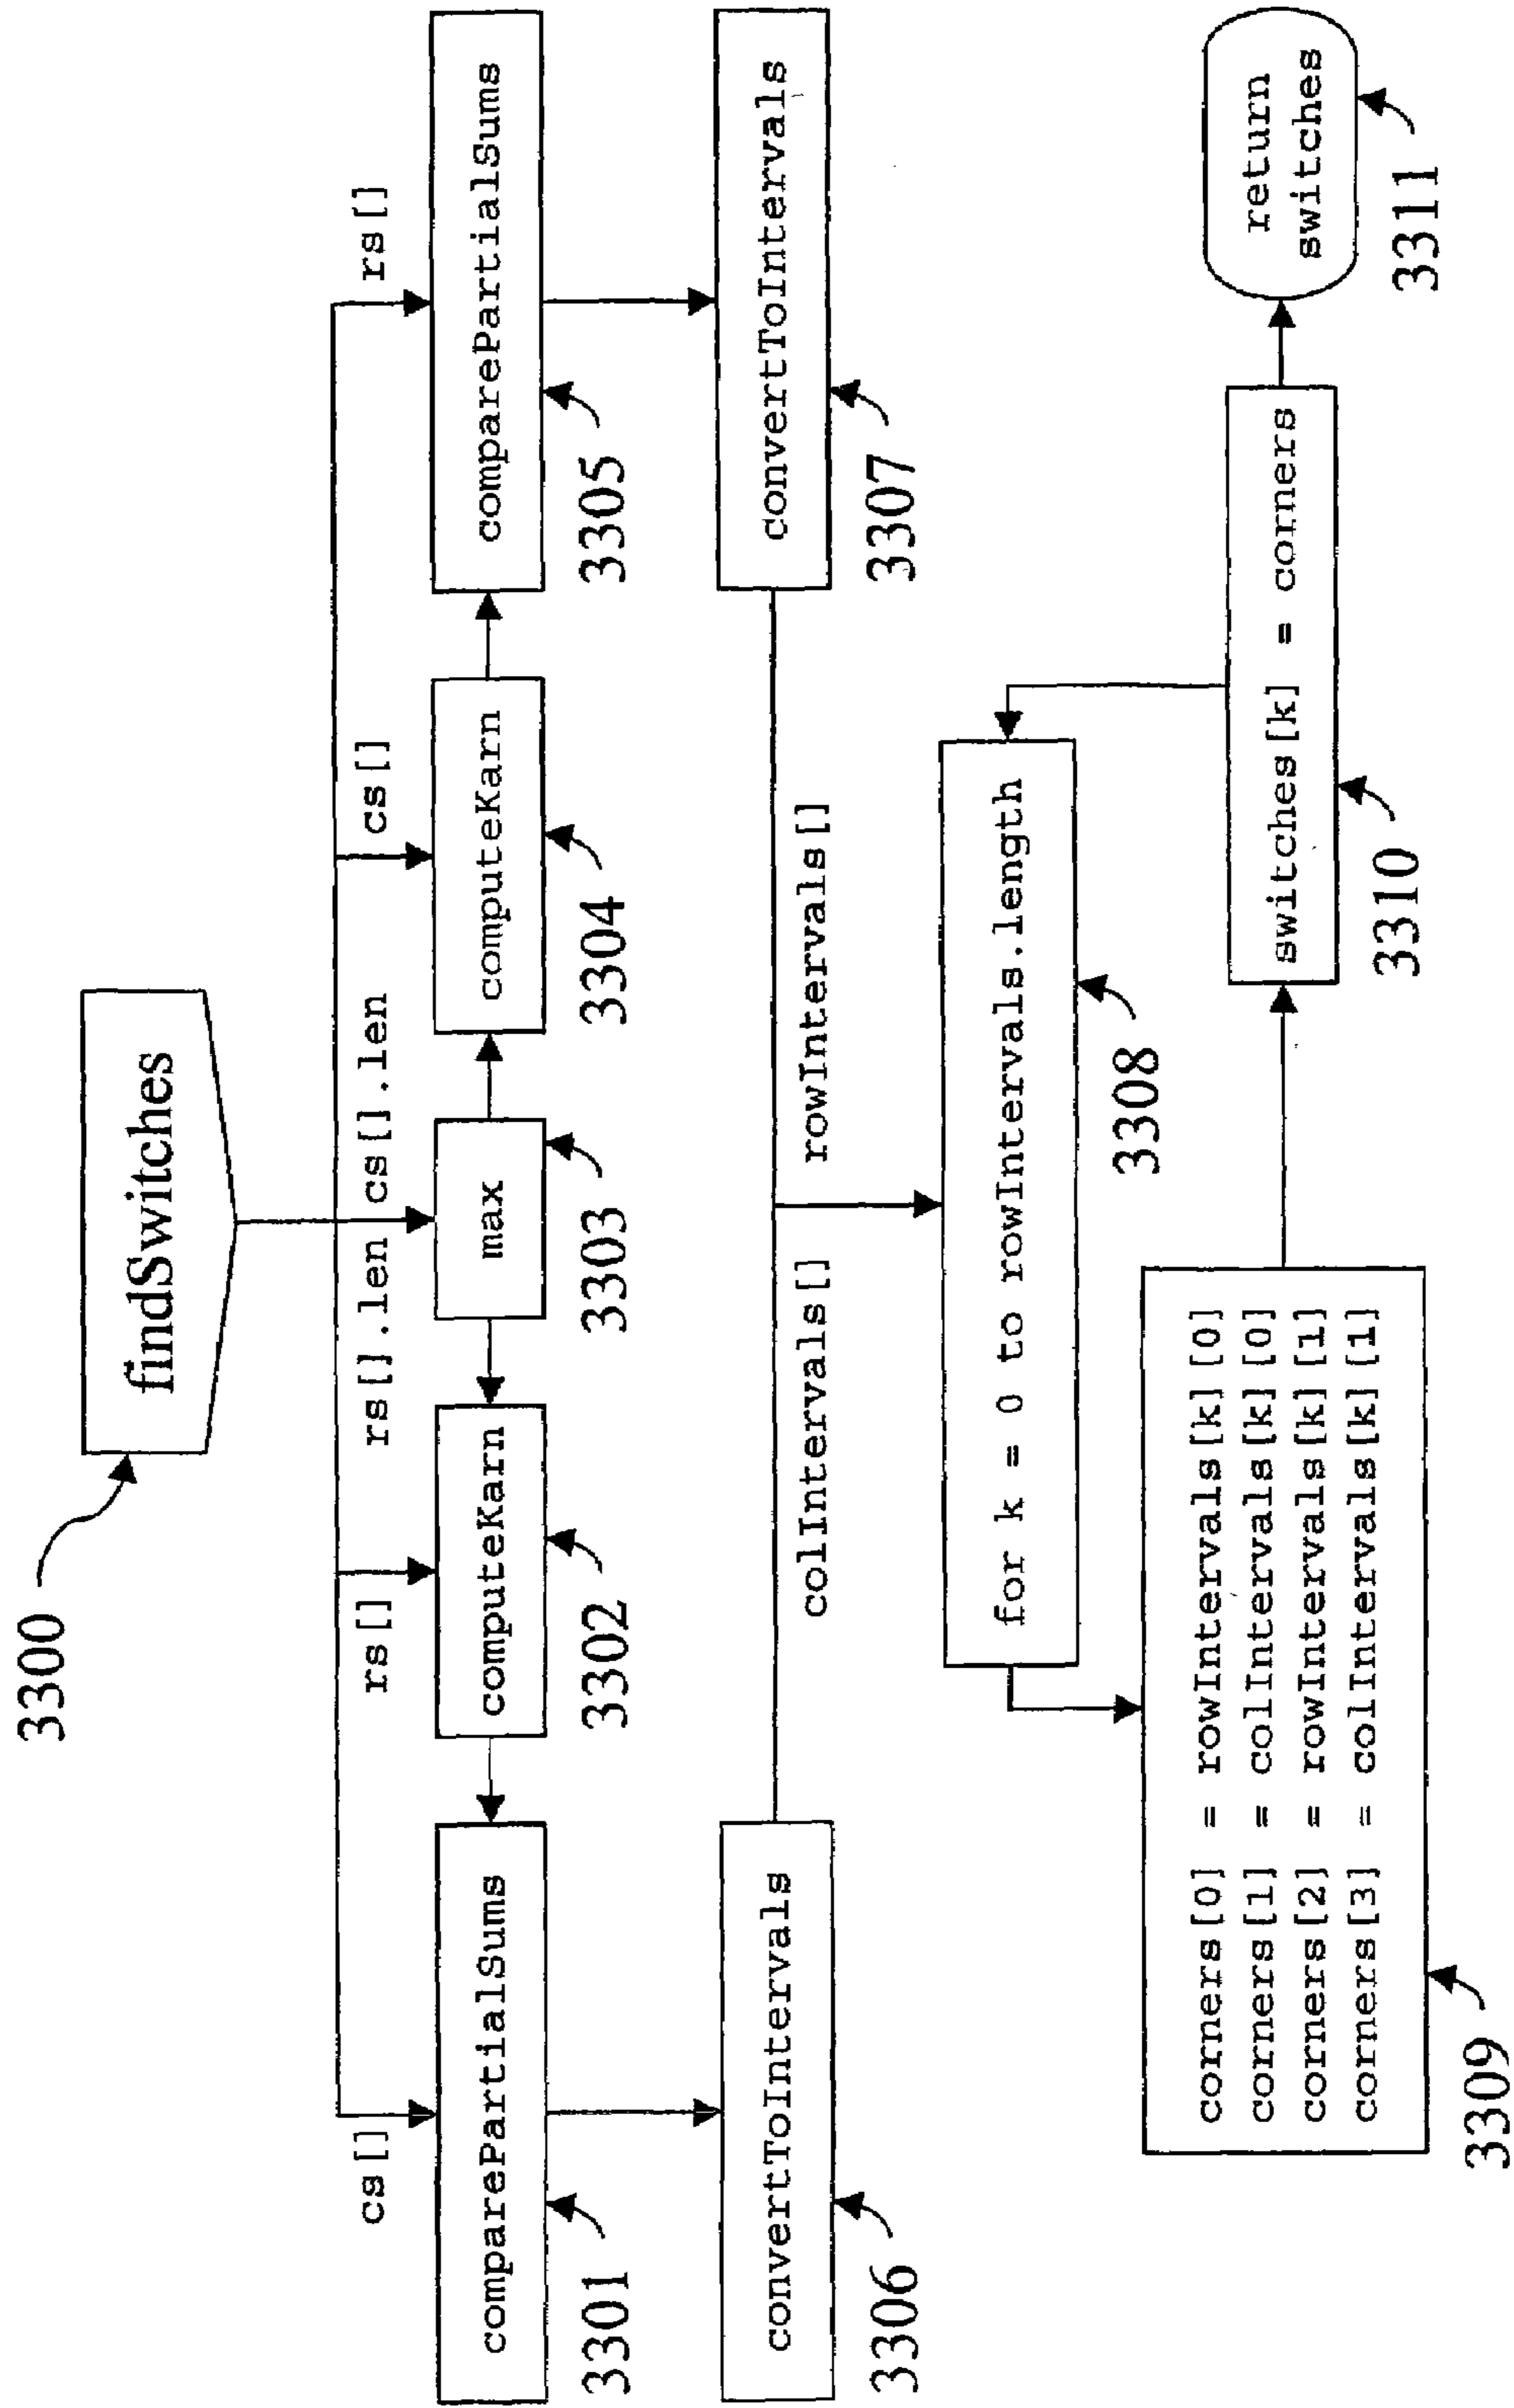 3300
findSwitches
cs[]
rs[]
rs[].len cs[].len
cs[]
rs[]
comparePartialSums
computeKarn
max
computeKarn
comparePartialSums
3301
3302
3303
3304
3305
convertToIntervals
convertToIntervals
3306
colIntervals[]
rowIntervals[]
3307
for k = 0 to rowIntervals.length
3308
corners[0] = rowIntervals[k][0]
corners[1] = colIntervals[k][0]
corners[2] = rowIntervals[k][1]
corners[3] = colIntervals[k][1]
switches[k] = corners
return
switches
3309
3310
3311